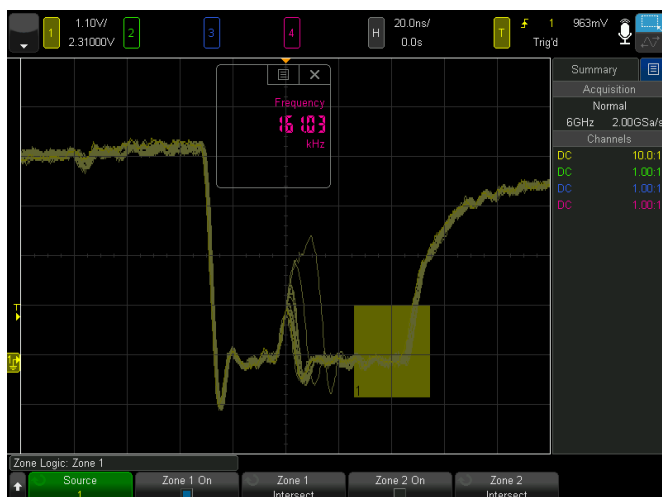 1 1.10V/ 2.31000V 2 3 4 H 20.0ns/ 0.0s T 1 963mV Trig'd
Frequency
161.03
kHz
Summary
Acquisition
Normal
6GHz 2.00GSa/s
Channels
DC 10.0:1
DC 1.00:1
DC 1.00:1
DC 1.00:1
T
1
1
Zone Logic: Zone 1
Source Zone 1 On Zone 1 Zone 2 On Zone 2
1 Intersect Intersect